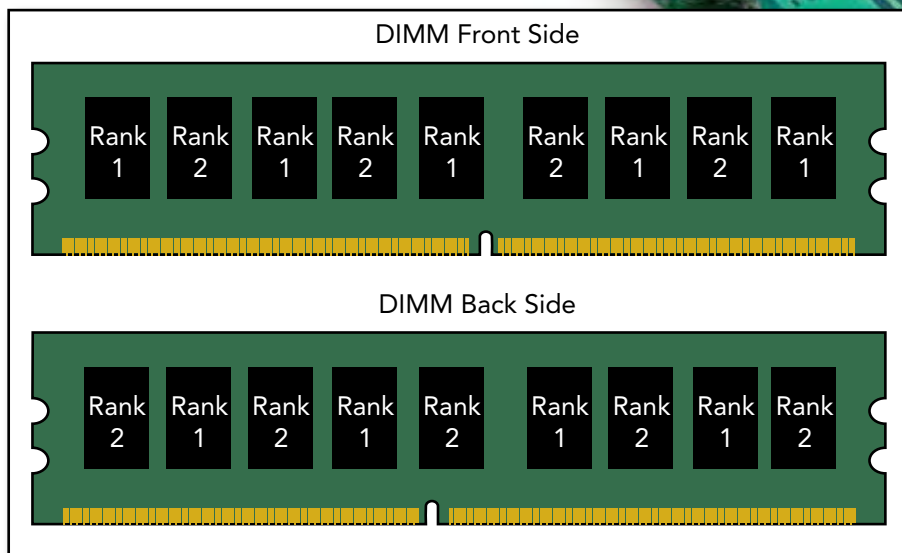 DIMM Front Side
Rank Rank Rank Rank Rank Rank Rank Rank Rank
1 2 1 2 1 2 1 2 1
DIMM Back Side
Rank Rank Rank Rank Rank Rank Rank Rank Rank
2 1 2 1 2 1 2 1 2